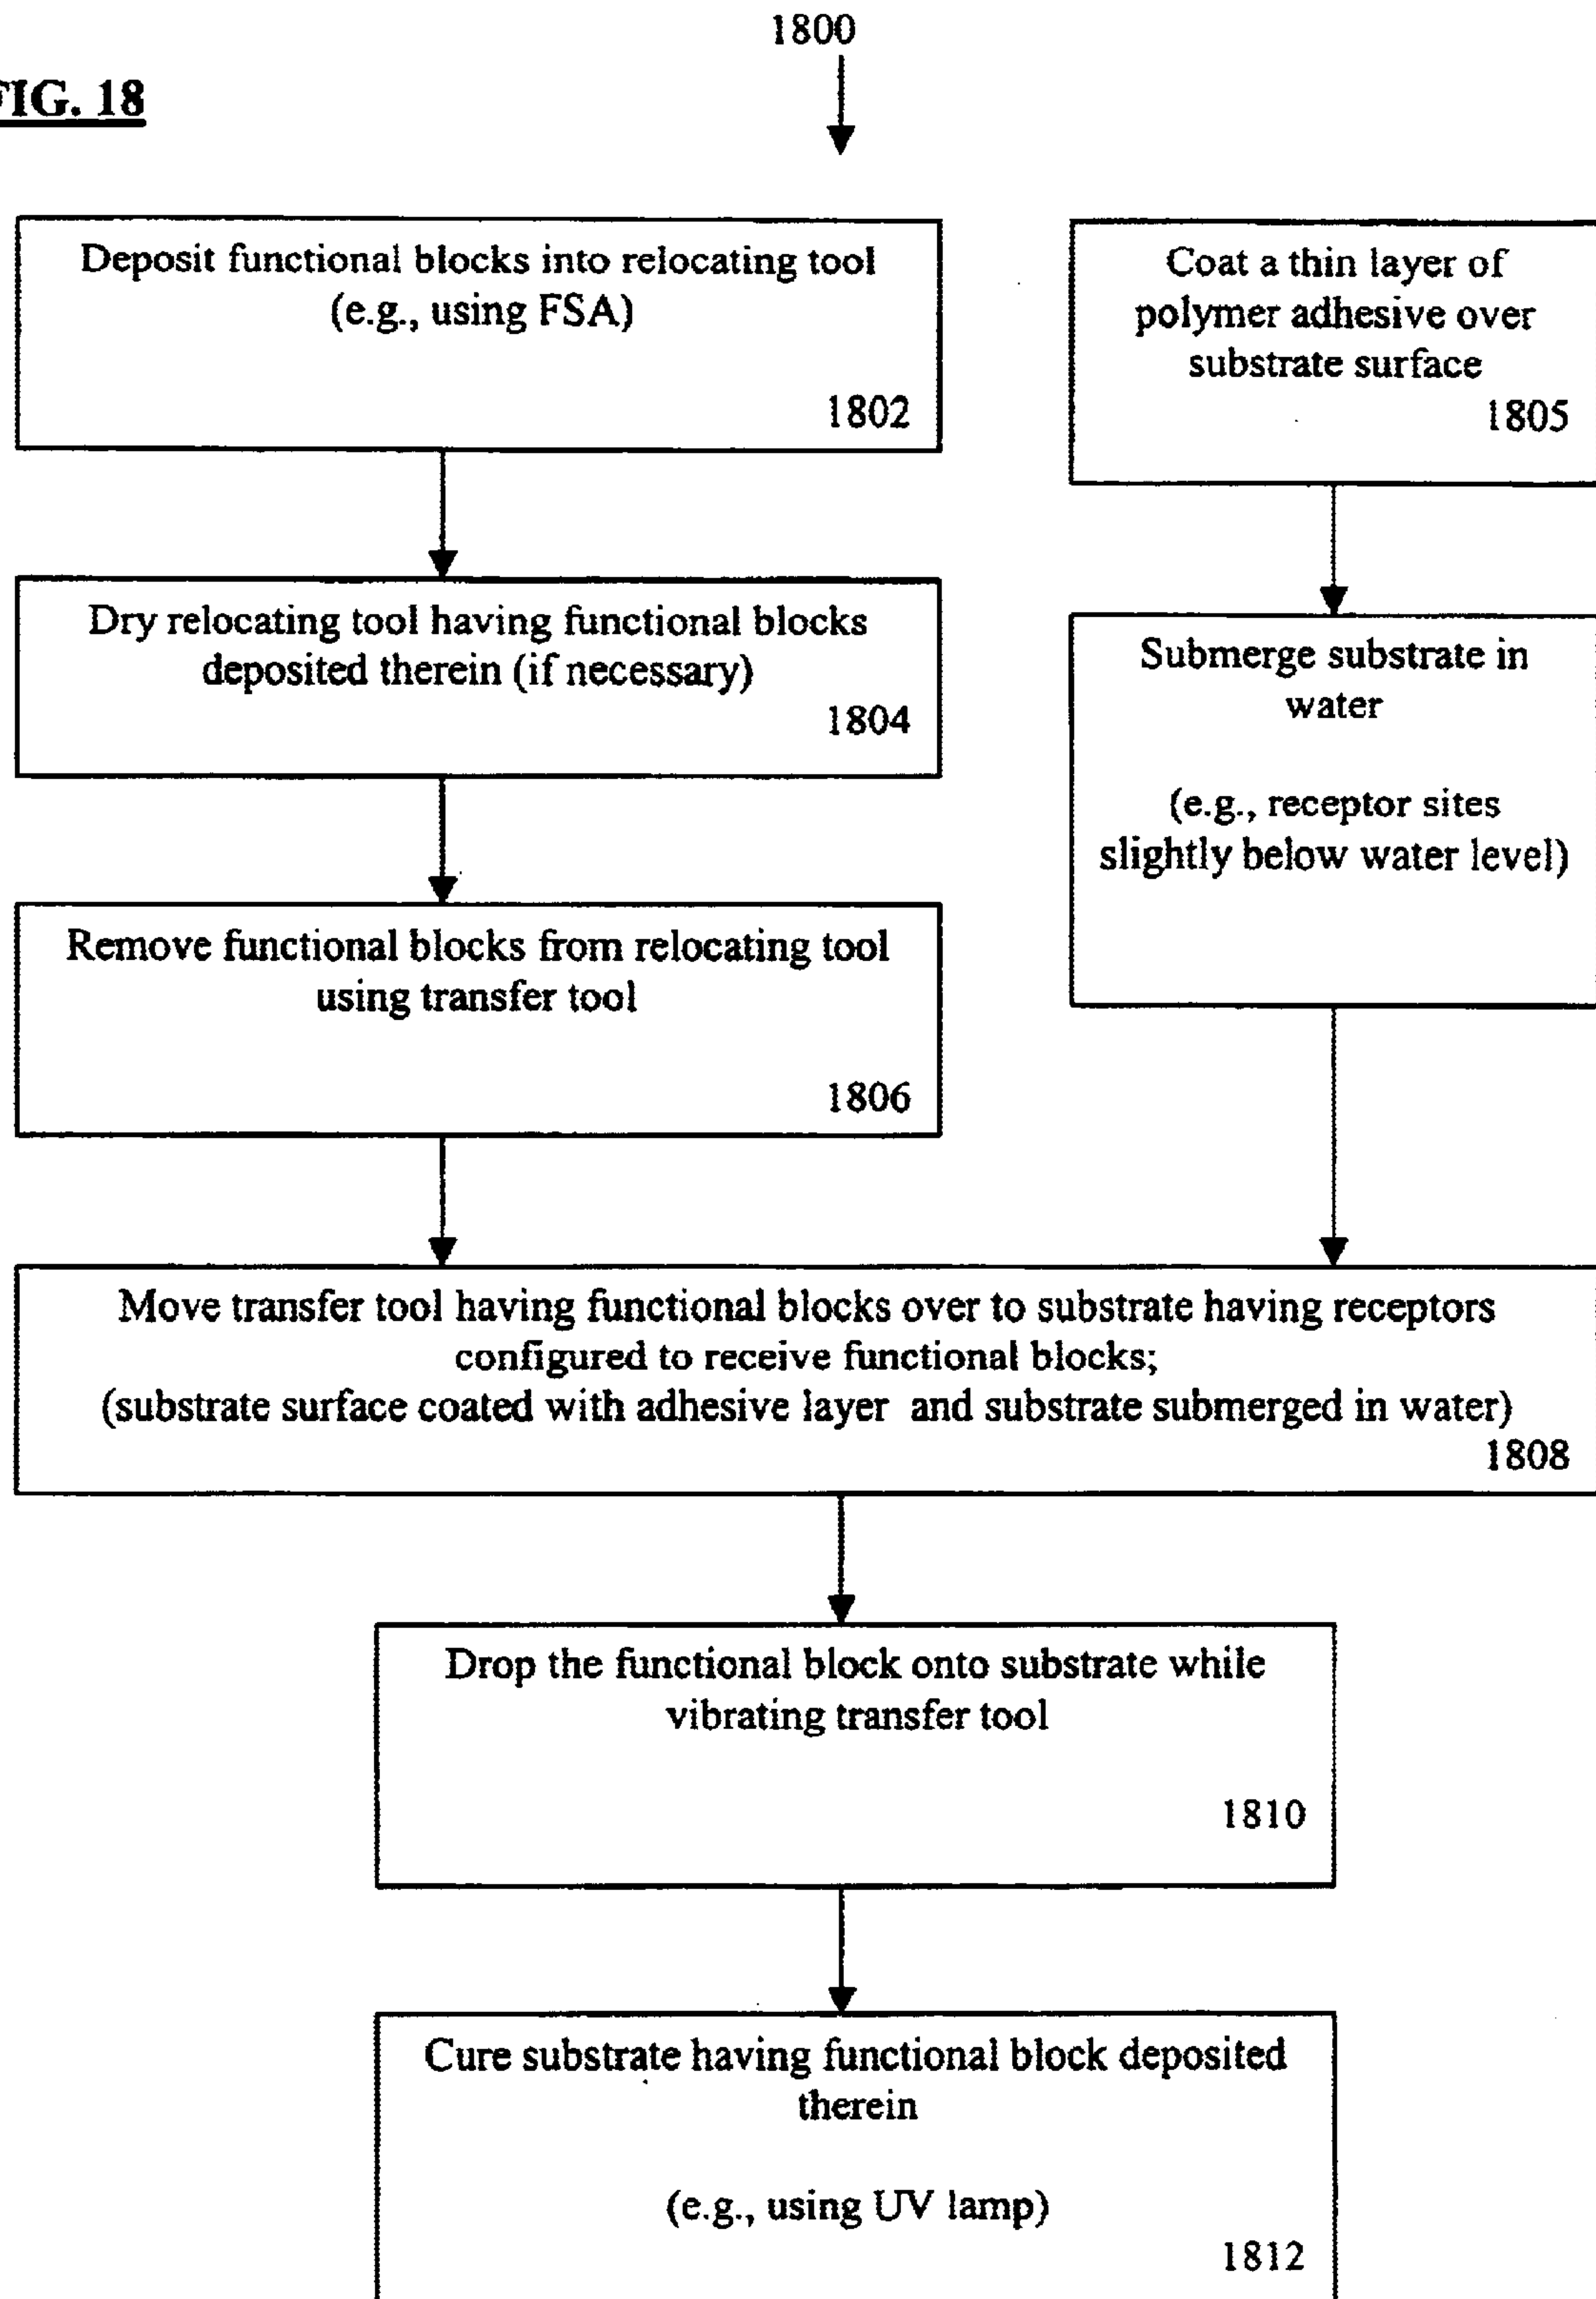 1800
FIG. 18
Deposit functional blocks into relocating tool
(e.g., using FSA)
1802
Coat a thin layer of
polymer adhesive over
substrate surface
1805
Dry relocating tool having functional blocks
deposited therein (if necessary)
1804
Submerge substrate in
water
(e.g., receptor sites
slightly below water level)
Remove functional blocks from relocating tool
using transfer tool
1806
Move transfer tool having functional blocks over to substrate having receptors
configured to receive functional blocks;
(substrate surface coated with adhesive layer and substrate submerged in water)
1808
Drop the functional block onto substrate while
vibrating transfer tool
1810
Cure substrate having functional block deposited
therein
(e.g., using UV lamp)
1812